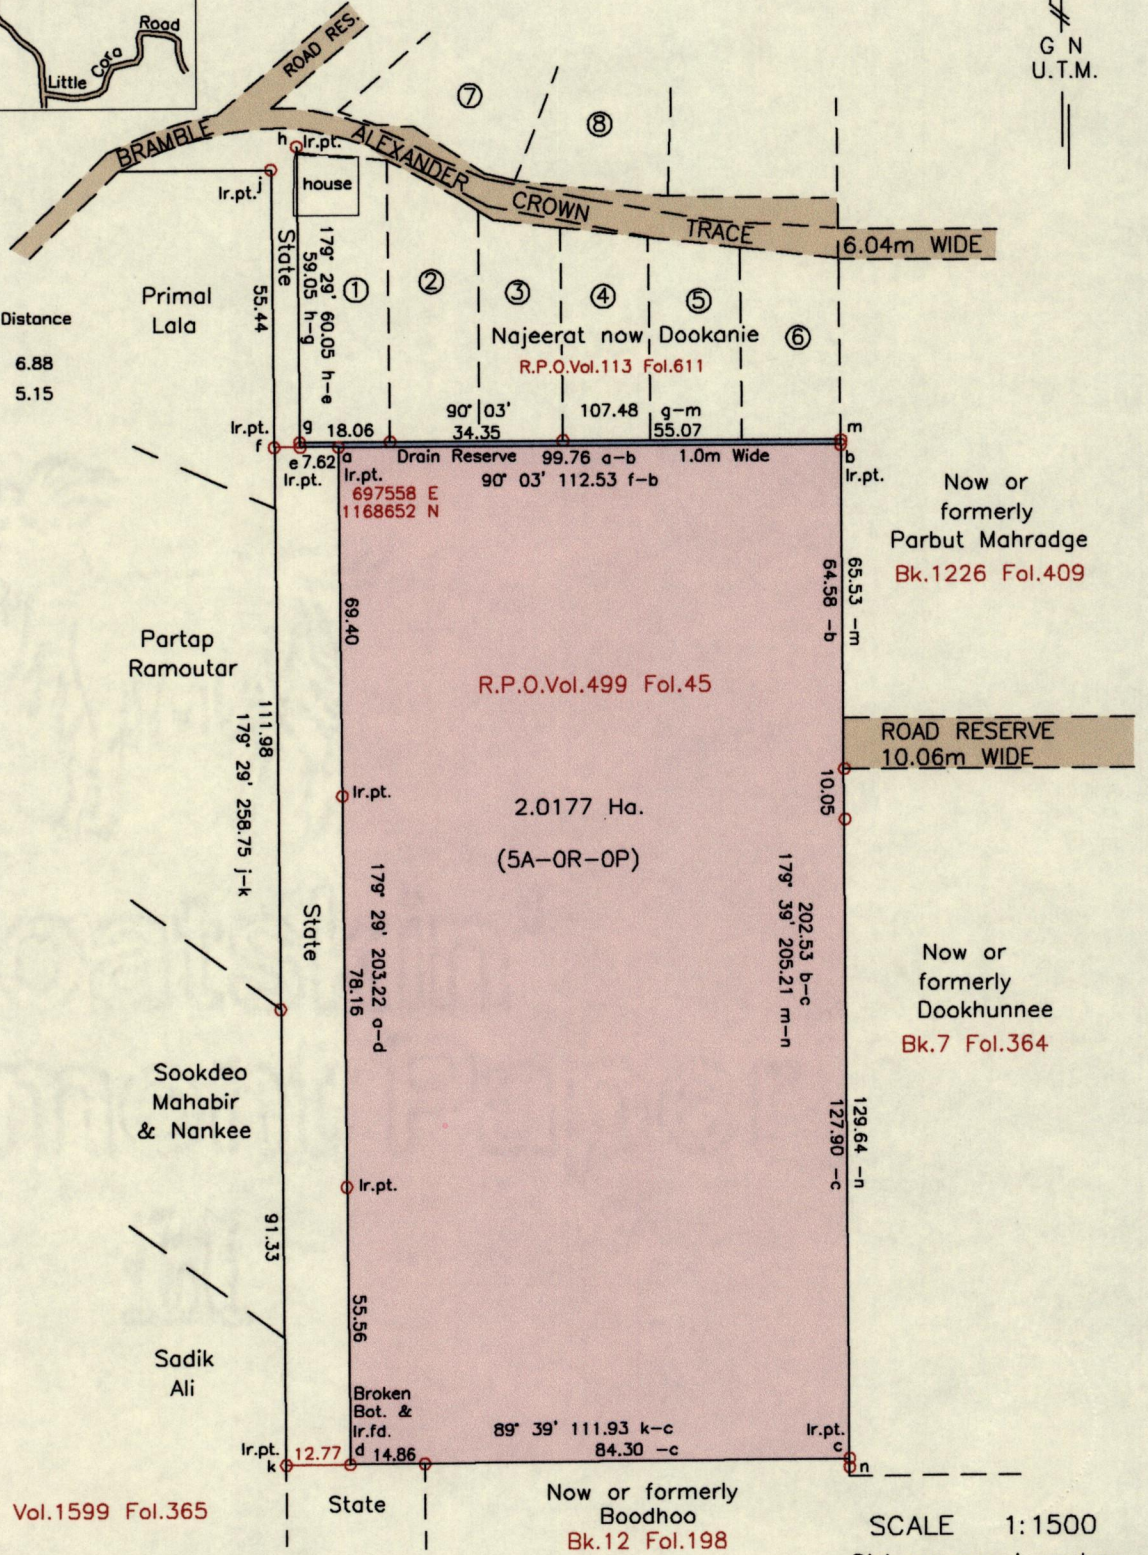 Road
Little Cora
G N
U.T.M.
ROAD RES.
BRAMBLE
ALEXANDER
CROWN
TRACE
6.04m WIDE
7
8
h
Ir.pt.
house
Ir.pt.
j
State
55.44
179° 29' 60.05 h-e
59.05 h-g
Primal
Lala
Distance
6.88
5.15
1
2
3
4
5
6
Najeerat now Dookanie
R.P.O.Vol.113 Fol.611
90° 03' 107.48 g-m
18.06
34.35
55.07
Ir.pt.
f
g
m
e
7.62
a
Drain Reserve 99.76 a-b 1.0m Wide
b
Ir.pt.
Ir.pt.
90° 03' 112.53 f-b
Ir.pt.
697558 E
1168652 N
Now or
formerly
Parbut Mahradge
Bk.1226 Fol.409
65.53 -m
64.58 -b
69.40
Partap
Ramoutar
R.P.O.Vol.499 Fol.45
111.98
179° 29' 258.75 j-k
ROAD RESERVE
10.06m WIDE
10.05
Ir.pt.
2.0177 Ha.
(5A-0R-0P)
179° 29' 203.22 a-d
78.16
202.53 b-c
179° 39' 205.21 m-n
State
Now or
formerly
Dookhunnee
Bk.7 Fol.364
Sookdeo
Mahabir
& Nankee
129.64 -n
127.90 -c
Ir.pt.
91.33
55.56
Sadik
Ali
Broken
Bot. &
Ir.fd.
d
89° 39' 111.93 k-c
84.30 -c
Ir.pt.
c
Ir.pt.
k
12.77
14.86
n
State
Now or formerly
Boodhoo
Bk.12 Fol.198
Vol.1599 Fol.365
SCALE 1:1500